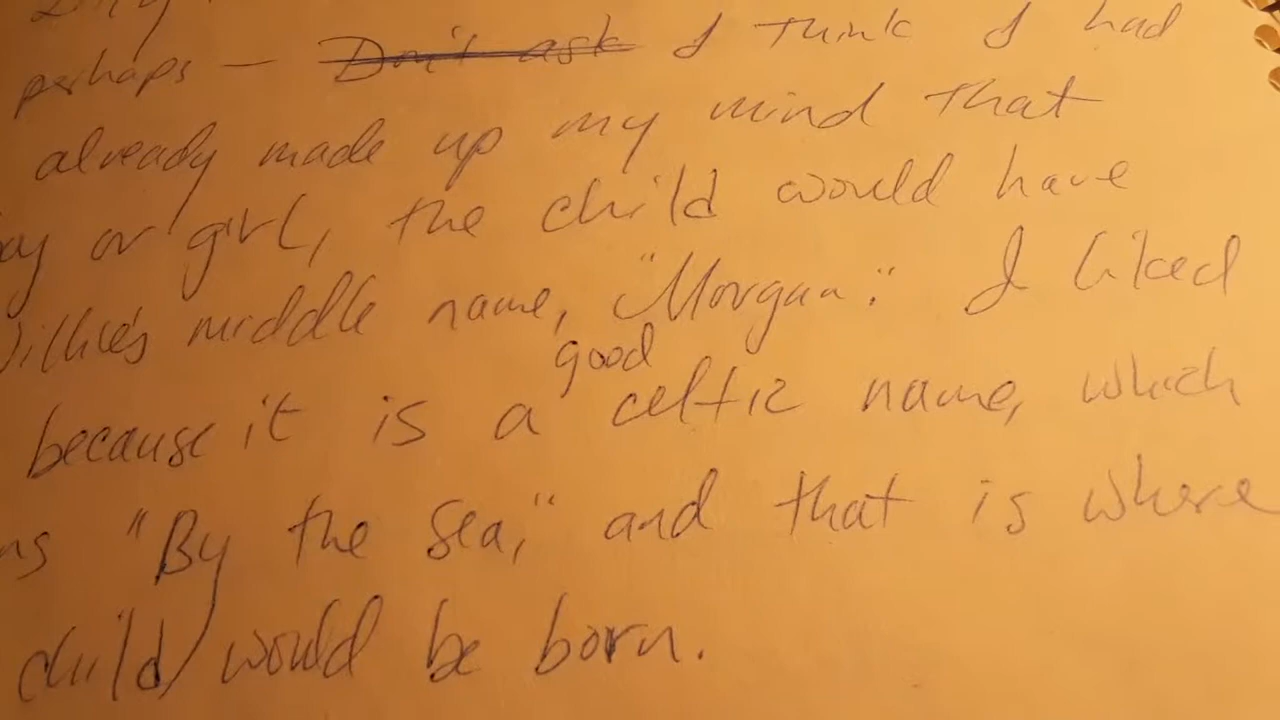 perhaps — Don't ask I think I had
already made up my mind that
or girl, the child would have
middle name, "Morgan." I liked
good
because it is a celtic name, which
"By the Sea," and that is where
child would be born.